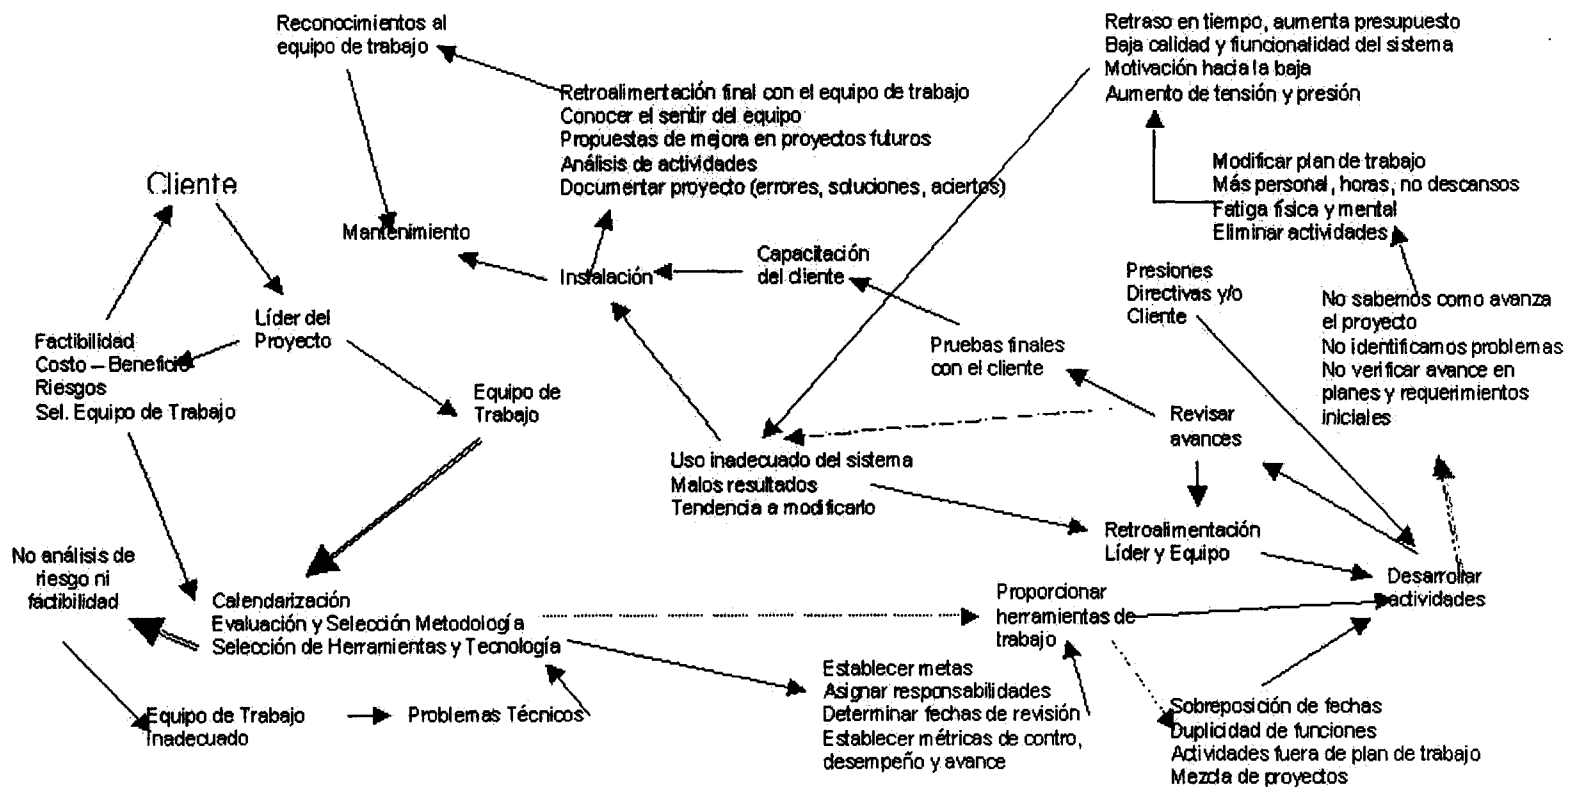 Reconocimientos al
equipo de trabajo
Retraso en tiempo, aumenta presupuesto
Baja calidad y fiuncionalidad del sistema
Motivación hacia la baja
Aumento de tensión y presión
Retroalimentación final con el equipo de trabajo
Conocer el sentir del equipo
Propuestas de mejora en proyectos futuros
Análisis de actividades
Documentar proyecto (errores, soluciones, aciertos)
Modificar plan de trabajo
Más personal, horas, no descansos
Fatiga física y mental
Eliminar actividades
Cliente
Mantenimiento
Instalación
Capacitación
del cliente
Presiones
Directivas y/o
Cliente
No sabemos como avanza
el proyecto
No identificamos problemas
No verificar avance en
planes y requerimientos
iniciales
Líder del
Proyecto
Factibilidad
Costo – Beneficio
Riesgos
Sel. Equipo de Trabajo
Pruebas finales
con el cliente
Equipo de
Trabajo
Revisar
avances
Uso inadecuado del sistema
Malos resultados
Tendencia a modificarlo
Retroalimentación
Líder y Equipo
No análisis de
riesgo ni
factibilidad
Desarrollar
actividades
Calendarización
Evaluación y Selección Metodología
Selección de Herramientas y Tecnología
Proporcionar
herramientas de
trabajo
Establecer metas
Asignar responsabilidades
Determinar fechas de revisión
Establecer métricas de contro,
desempeño y avance
Equipo de Trabajo
Inadecuado
Problemas Técnicos
Sobreposición de fechas
Duplicidad de funciones
Actividades fuera de plan de trabajo
Mezcla de proyectos